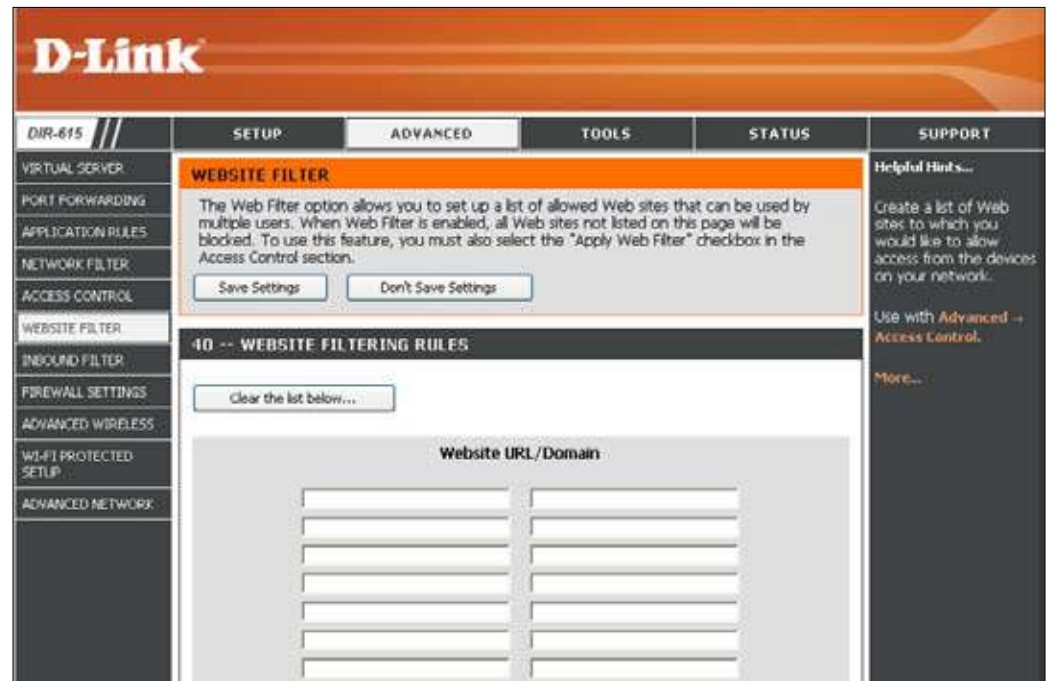 D-Link
DIR-615
SETUP
ADVANCED
TOOLS
STATUS
SUPPORT
VIRTUAL SERVER
PORT FORWARDING
APPLICATION RULES
NETWORK FILTER
ACCESS CONTROL
WEBSITE FILTER
INBOUND FILTER
FIREWALL SETTINGS
ADVANCED WIRELESS
WI-FI PROTECTED
SETUP
ADVANCED NETWORK
WEBSITE FILTER
The Web Filter option allows you to set up a list of allowed Web sites that can be used by
multiple users. When Web Filter is enabled, all Web sites not listed on this page will be
blocked. To use this feature, you must also select the "Apply Web Filter" checkbox in the
Access Control section.
Save Settings
Don't Save Settings
40 -- WEBSITE FILTERING RULES
Clear the list below...
Website URL/Domain
Helpful Hints...
Create a list of Web
sites to which you
would like to allow
access from the devices
on your network.
Use with Advanced →
Access Control.
More...